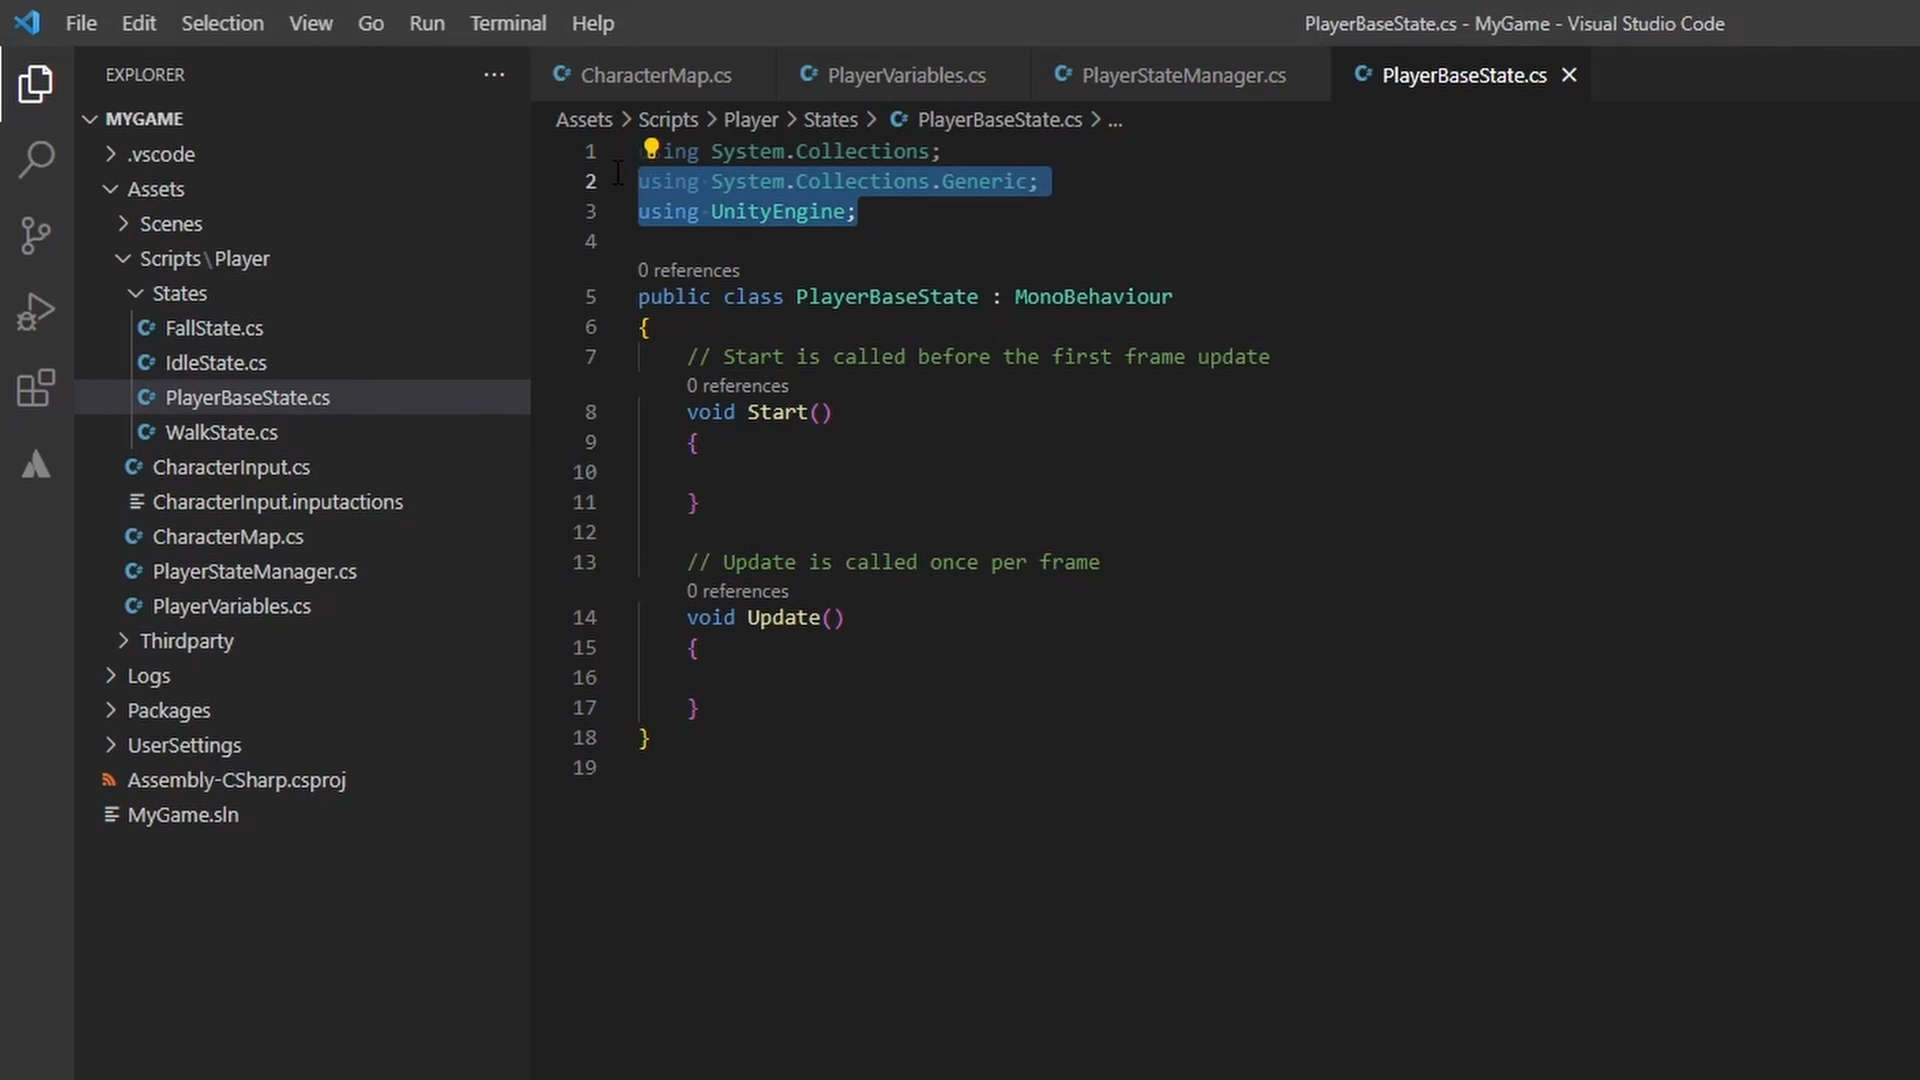 File Edit Selection View Go Run Terminal Help
PlayerBaseState.cs - MyGame - Visual Studio Code
EXPLORER
MYGAME
.vscode
Assets
Scenes
Scripts\Player
States
FallState.cs
IdleState.cs
PlayerBaseState.cs
WalkState.cs
CharacterInput.cs
CharacterInput.inputactions
CharacterMap.cs
PlayerStateManager.cs
PlayerVariables.cs
Thirdparty
Logs
Packages
UserSettings
Assembly-CSharp.csproj
MyGame.sln
CharacterMap.cs PlayerVariables.cs PlayerStateManager.cs PlayerBaseState.cs
Assets > Scripts > Player > States > PlayerBaseState.cs > ...
1 using System.Collections;
2 using System.Collections.Generic;
3 using UnityEngine;
4
0 references
5 public class PlayerBaseState : MonoBehaviour
6 {
7 // Start is called before the first frame update
0 references
8 void Start()
9 {
10
11 }
12
13 // Update is called once per frame
0 references
14 void Update()
15 {
16
17 }
18 }
19